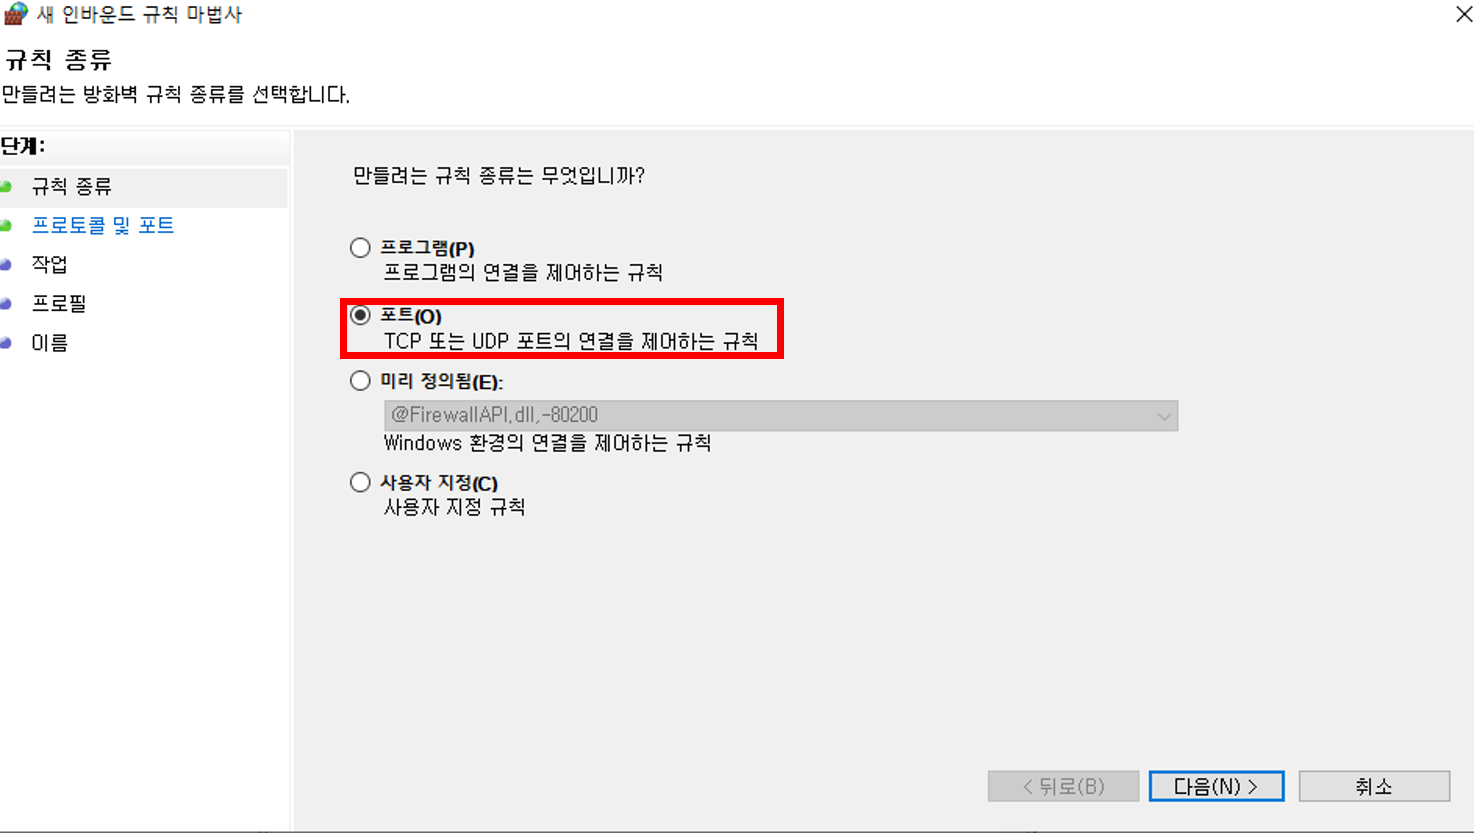 새 인바운드 규칙 마법사
규칙 종류
만들려는 방화벽 규칙 종류를 선택합니다.
단계:
규칙 종류
프로토콜 및 포트
작업
프로필
이름
만들려는 규칙 종류는 무엇입니까?
프로그램(P)
프로그램의 연결을 제어하는 규칙
포트(O)
TCP 또는 UDP 포트의 연결을 제어하는 규칙
미리 정의됨(E):
@FirewallAPI.dll,-80200
Windows 환경의 연결을 제어하는 규칙
사용자 지정(C)
사용자 지정 규칙
< 뒤로(B)
다음(N) >
취소